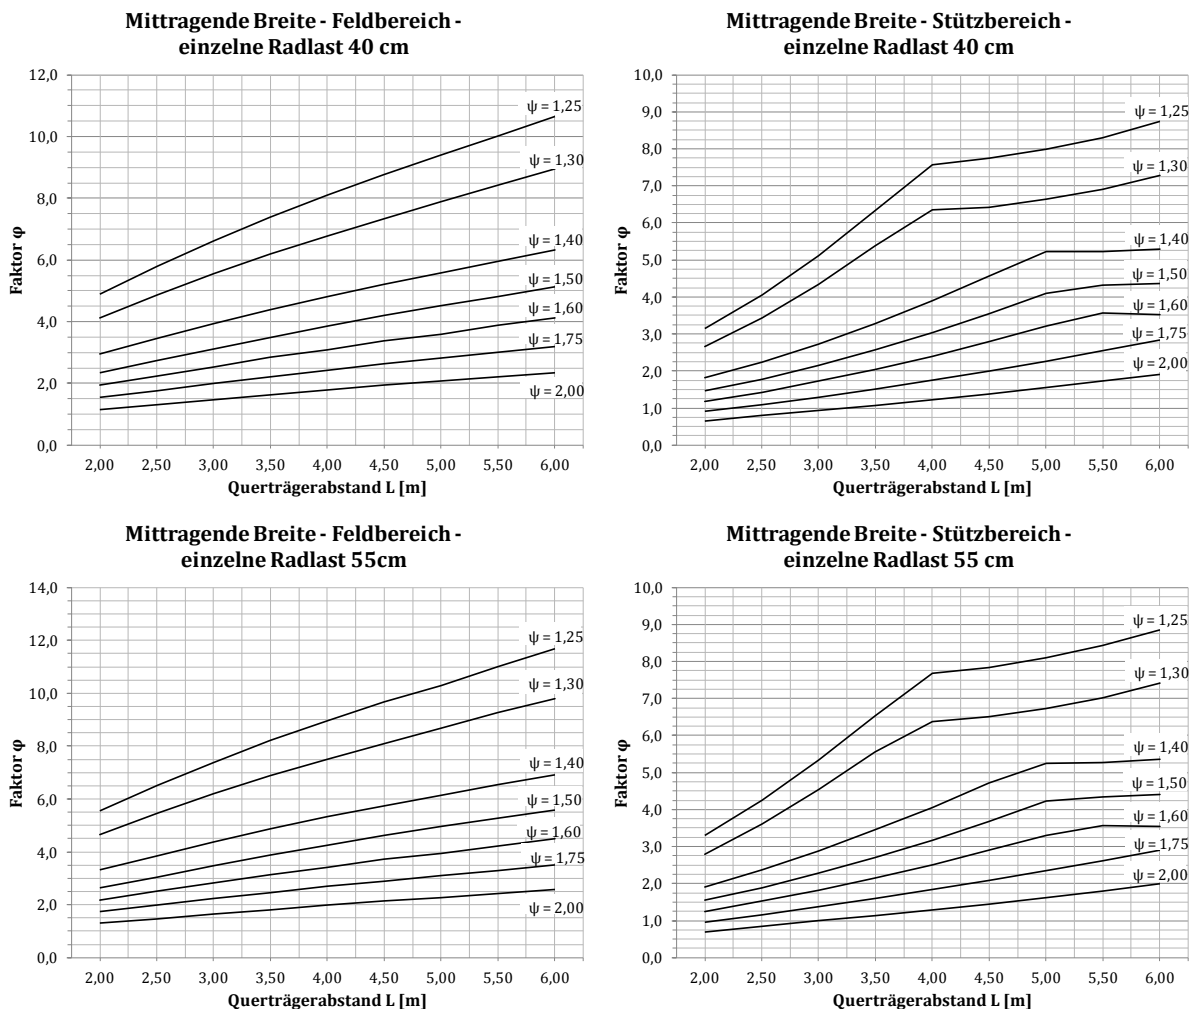 Mittragende Breite - Feldbereich -
einzelne Radlast 40 cm
Faktor φ
12,0
10,0
8,0
6,0
4,0
2,0
0,0
ψ = 1,25
ψ = 1,30
ψ = 1,40
ψ = 1,50
ψ = 1,60
ψ = 1,75
ψ = 2,00
2,00 2,50 3,00 3,50 4,00 4,50 5,00 5,50 6,00
Querträgerabstand L [m]
Mittragende Breite - Stützbereich -
einzelne Radlast 40 cm
Faktor φ
10,0
9,0
8,0
7,0
6,0
5,0
4,0
3,0
2,0
1,0
0,0
ψ = 1,25
ψ = 1,30
ψ = 1,40
ψ = 1,50
ψ = 1,60
ψ = 1,75
ψ = 2,00
2,00 2,50 3,00 3,50 4,00 4,50 5,00 5,50 6,00
Querträgerabstand L [m]
Mittragende Breite - Feldbereich -
einzelne Radlast 55cm
Faktor φ
14,0
12,0
10,0
8,0
6,0
4,0
2,0
0,0
ψ = 1,25
ψ = 1,30
ψ = 1,40
ψ = 1,50
ψ = 1,60
ψ = 1,75
ψ = 2,00
2,00 2,50 3,00 3,50 4,00 4,50 5,00 5,50 6,00
Querträgerabstand L [m]
Mittragende Breite - Stützbereich -
einzelne Radlast 55 cm
Faktor φ
10,0
9,0
8,0
7,0
6,0
5,0
4,0
3,0
2,0
1,0
0,0
ψ = 1,25
ψ = 1,30
ψ = 1,40
ψ = 1,50
ψ = 1,60
ψ = 1,75
ψ = 2,00
2,00 2,50 3,00 3,50 4,00 4,50 5,00 5,50 6,00
Querträgerabstand L [m]